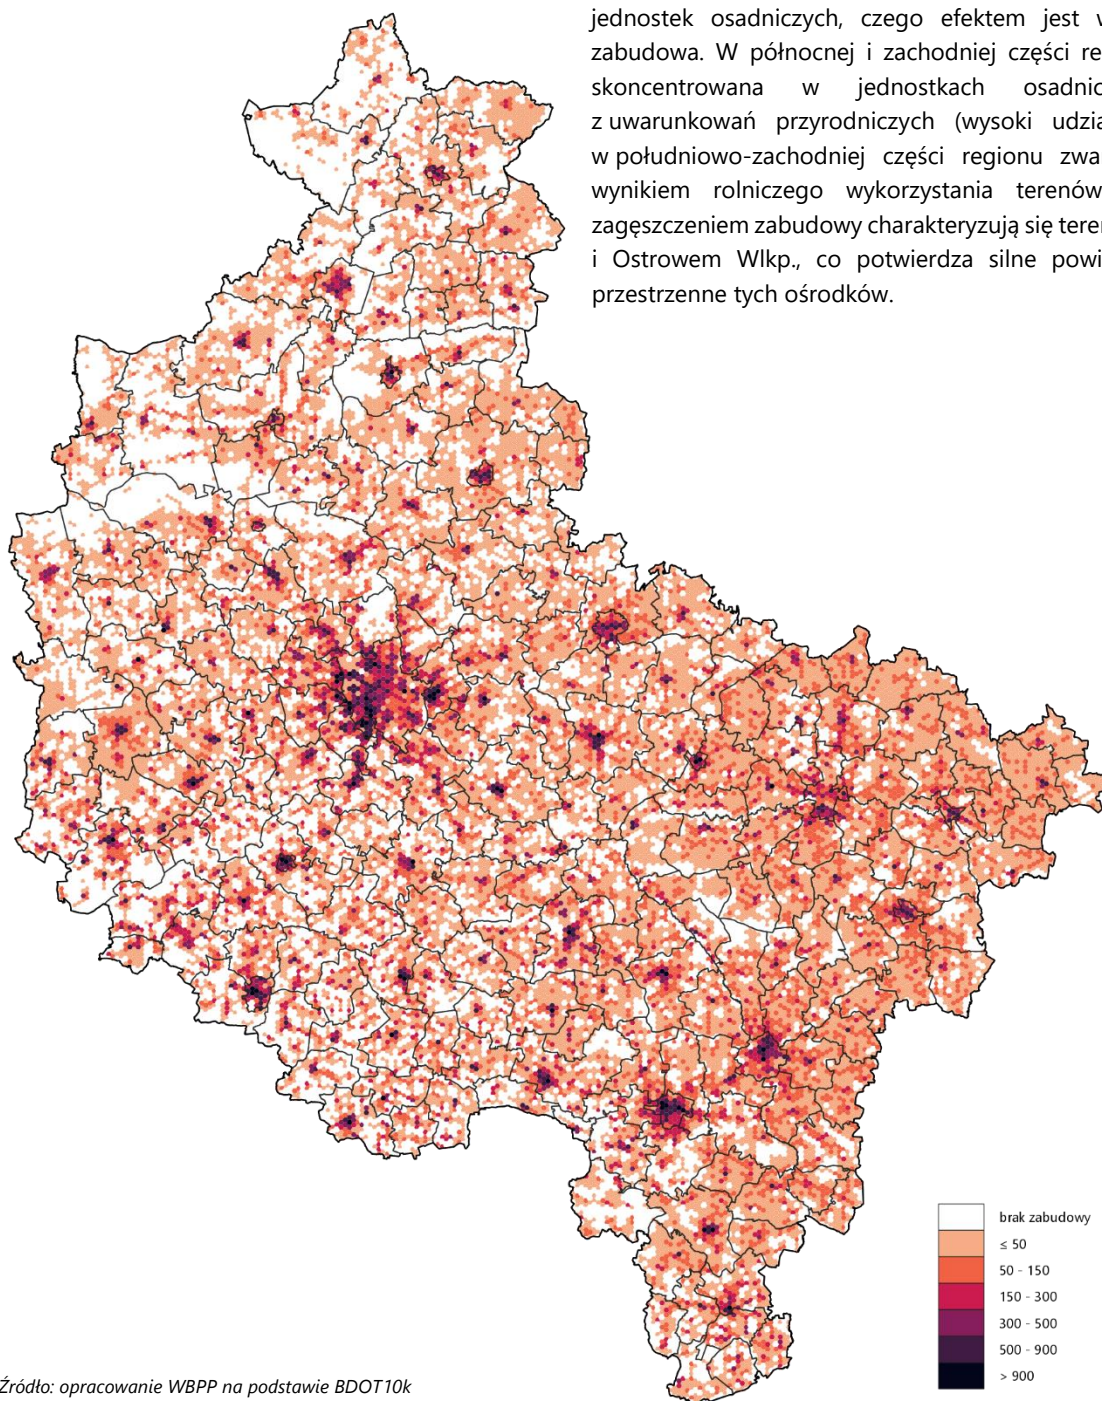 jednostek osadniczych, czego efektem jest
zabudowa. W północnej i zachodniej części
skoncentrowana w jednostkach
z uwarunkowań przyrodniczych (wysoki
w południowo-zachodniej części regionu
wynikiem rolniczego wykorzystania terenów
zagęszczeniem zabudowy charakteryzują się
i Ostrowem Wlkp., co potwierdza silne
przestrzenne tych ośrodków.
brak zabudowy
≤ 50
50 - 150
150 - 300
300 - 500
500 - 900
> 900
Źródło: opracowanie WBPP na podstawie BDOT10k